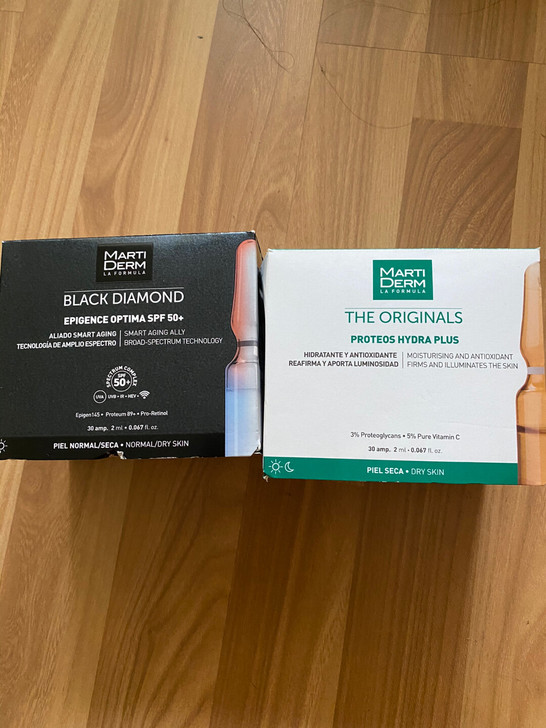 MARTI
DERM
LA FORMULA
BLACK DIAMOND
EPIGENCE OPTIMA SPF 50+
ALIADO SMART AGING | SMART AGING ALLY
TECNOLOGÍA DE AMPLIO ESPECTRO | BROAD-SPECTRUM TECHNOLOGY
SPECTRUM COMPLEX
SPF
50+
UVA UVB + IR + HEV +
Epigen145 • Proteum 89+ • Pro-Retinol
30 amp. 2 ml • 0.067 fl. oz.
PIEL NORMAL/SECA • NORMAL/DRY SKIN
MARTI
DERM
LA FORMULA
THE ORIGINALS
PROTEOS HYDRA PLUS
HIDRATANTE Y ANTIOXIDANTE | MOISTURISING AND ANTIOXIDANT
REAFIRMA Y APORTA LUMINOSIDAD | FIRMS AND ILLUMINATES THE SKIN
3% Proteoglycans • 5% Pure Vitamin C
30 amp. 2 ml • 0.067 fl. oz.
PIEL SECA • DRY SKIN